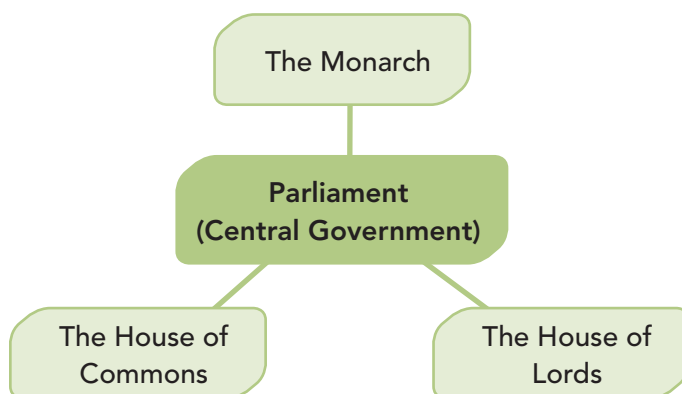 The Monarch
Parliament
(Central Government)
The House of
Commons
The House of
Lords